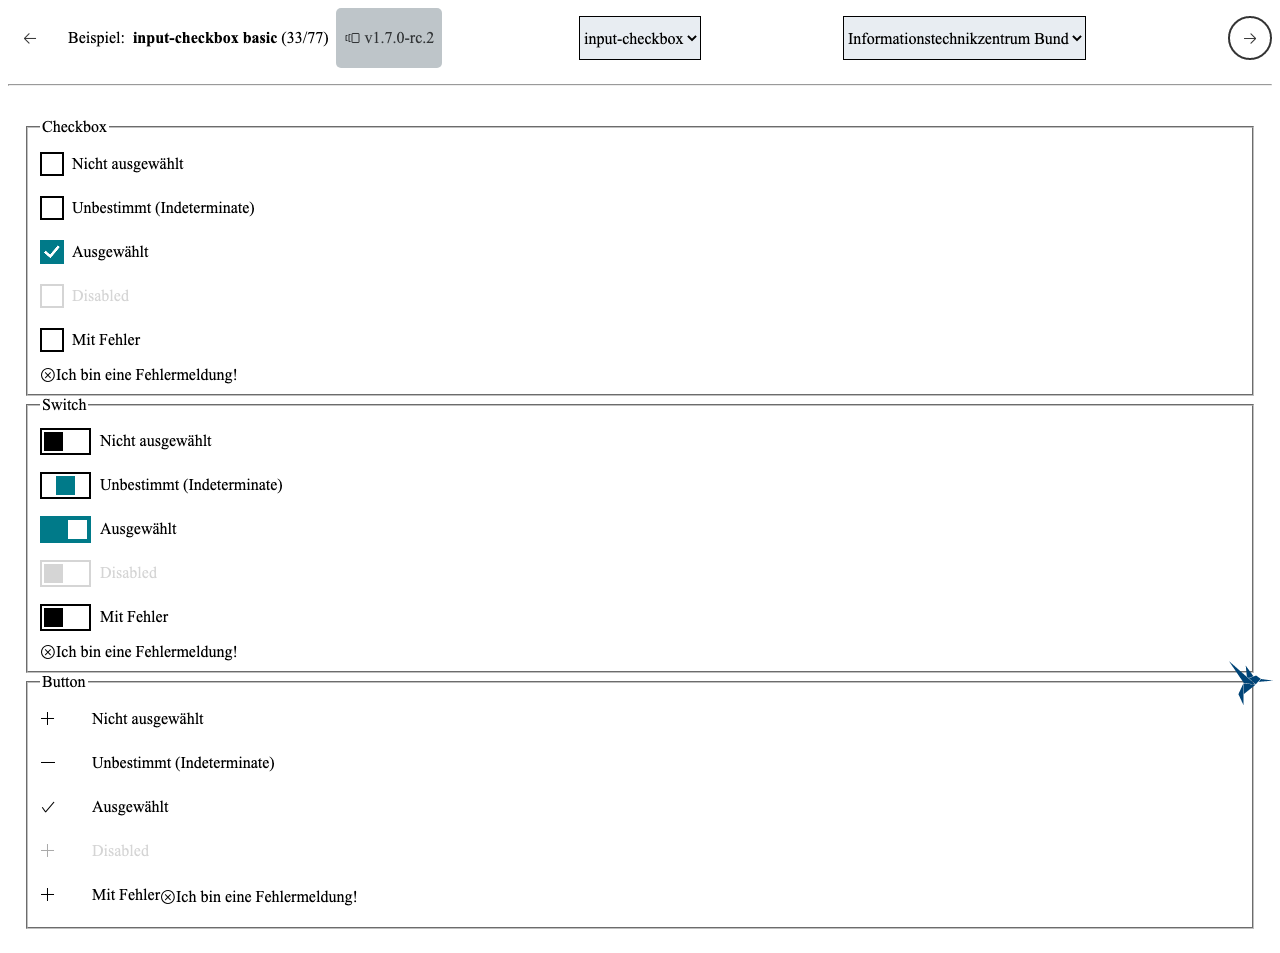 Beispiel: input-checkbox basic (33/77) v1.7.0-rc.2 input-checkbox Informationstechnikzentrum Bund
Checkbox
Nicht ausgewählt
Unbestimmt (Indeterminate)
Ausgewählt
Disabled
Mit Fehler
Ich bin eine Fehlermeldung!
Switch
Nicht ausgewählt
Unbestimmt (Indeterminate)
Ausgewählt
Disabled
Mit Fehler
Ich bin eine Fehlermeldung!
Button
Nicht ausgewählt
Unbestimmt (Indeterminate)
Ausgewählt
Disabled
Mit Fehler Ich bin eine Fehlermeldung!